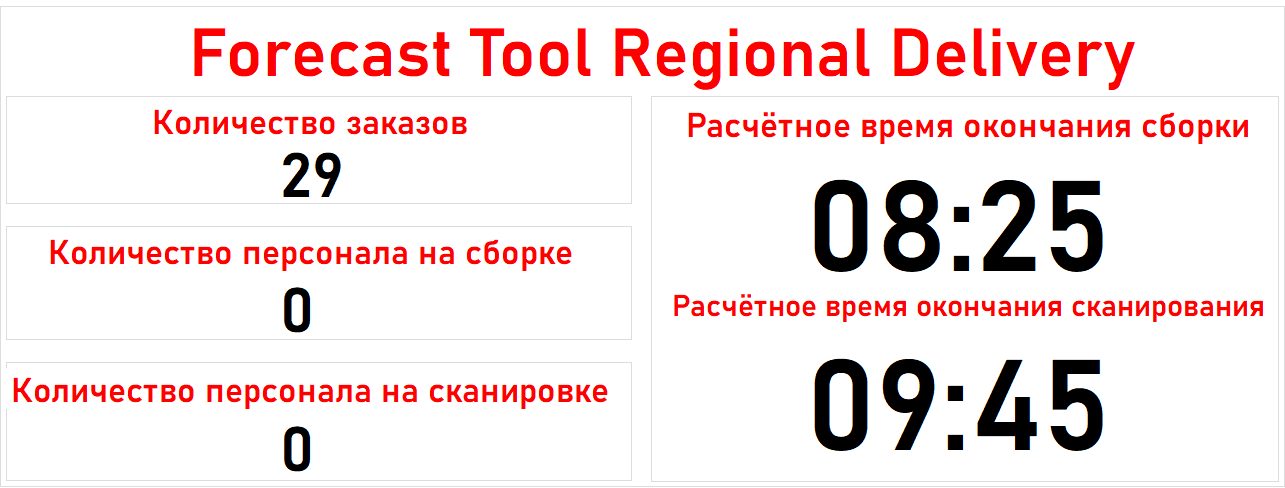 Forecast Tool Regional Delivery
Количество заказов
29
Количество персонала на сборке
0
Количество персонала на сканировке
0
Расчётное время окончания сборки
08:25
Расчётное время окончания сканирования
09:45